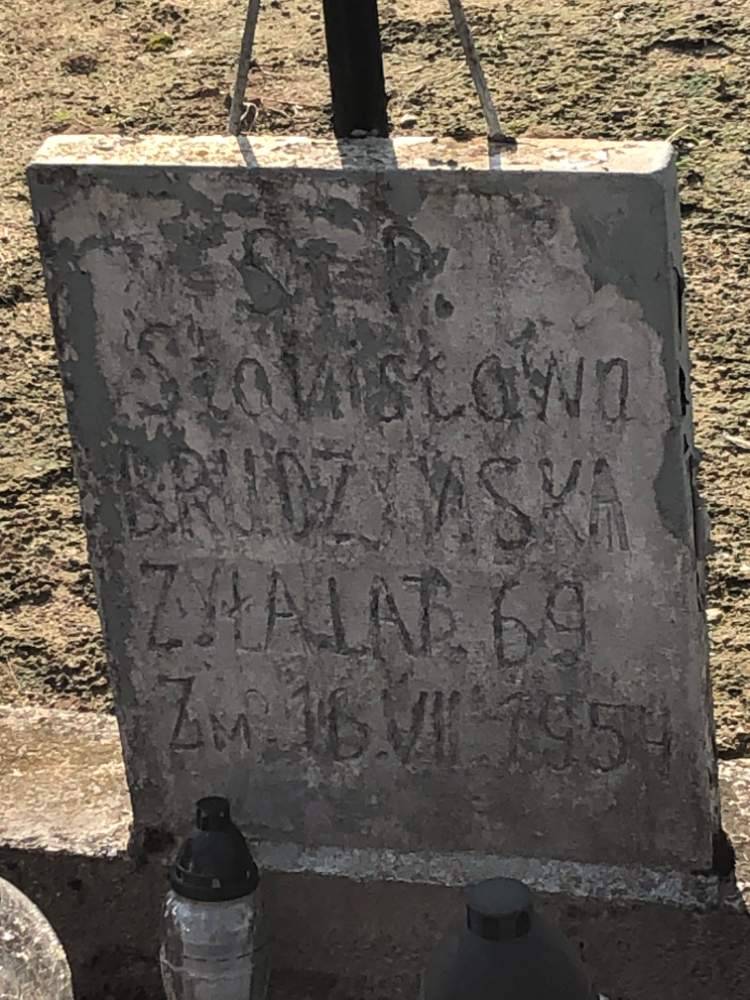 Ś.P.
Stanisława
BRUDZYŃSKA
ŻYŁA LAT 69
Zm. 16.VII.1954